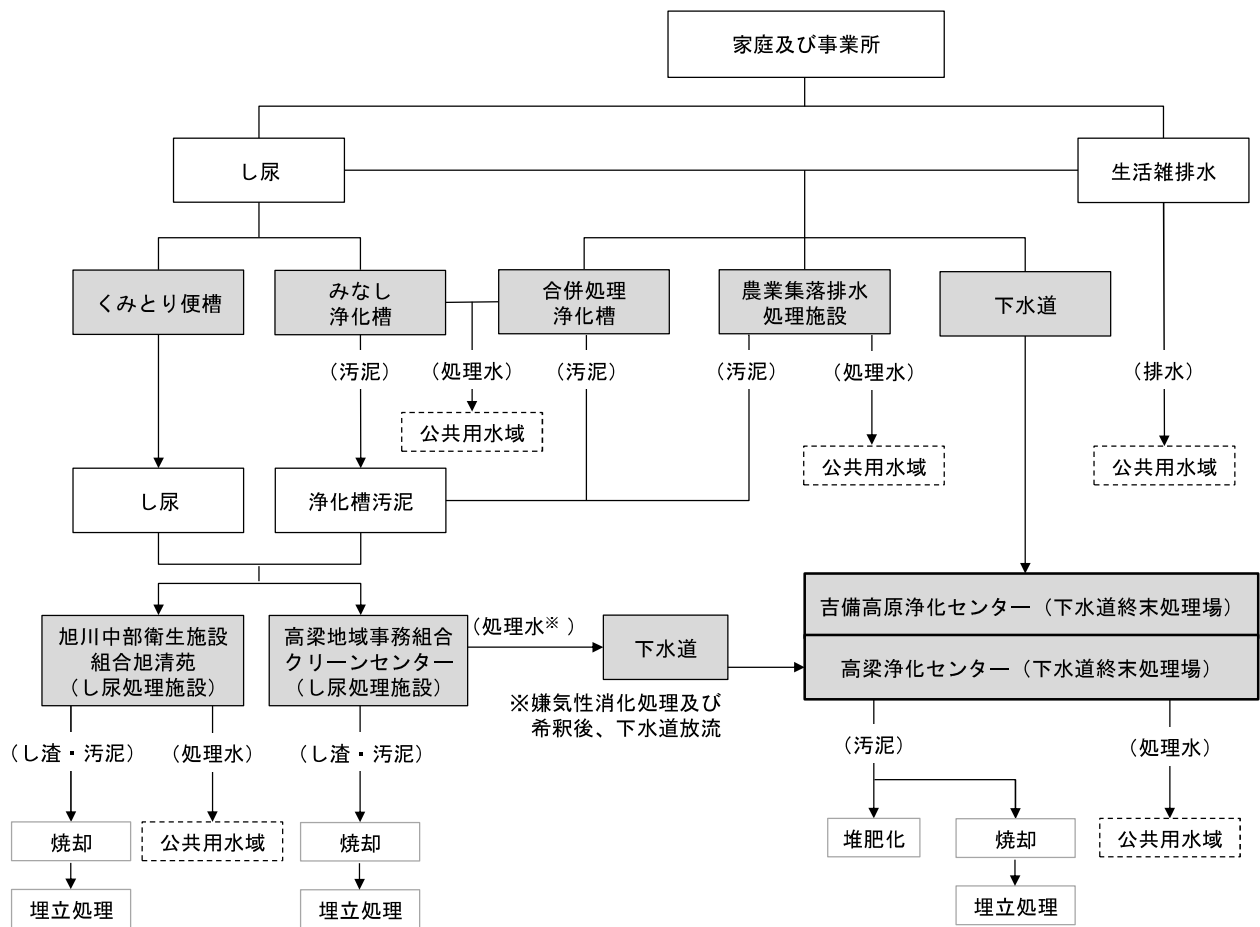 家庭及び事業所
し尿
生活雑排水
くみとり便槽
みなし
浄化槽
合併処理
浄化槽
農業集落排水
処理施設
下水道
（汚泥）
（処理水）
（汚泥）
（汚泥）
（処理水）
（排水）
公共用水域
公共用水域
公共用水域
し尿
浄化槽汚泥
吉備高原浄化センター（下水道終末処理場）
高梁浄化センター（下水道終末処理場）
旭川中部衛生施設
組合旭清苑
（し尿処理施設）
高梁地域事務組合
クリーンセンター
（し尿処理施設）
（処理水※）
下水道
※嫌気性消化処理及び
希釈後、下水道放流
（し渣・汚泥）
（処理水）
（し渣・汚泥）
（汚泥）
（処理水）
焼却
公共用水域
焼却
堆肥化
焼却
公共用水域
埋立処理
埋立処理
埋立処理